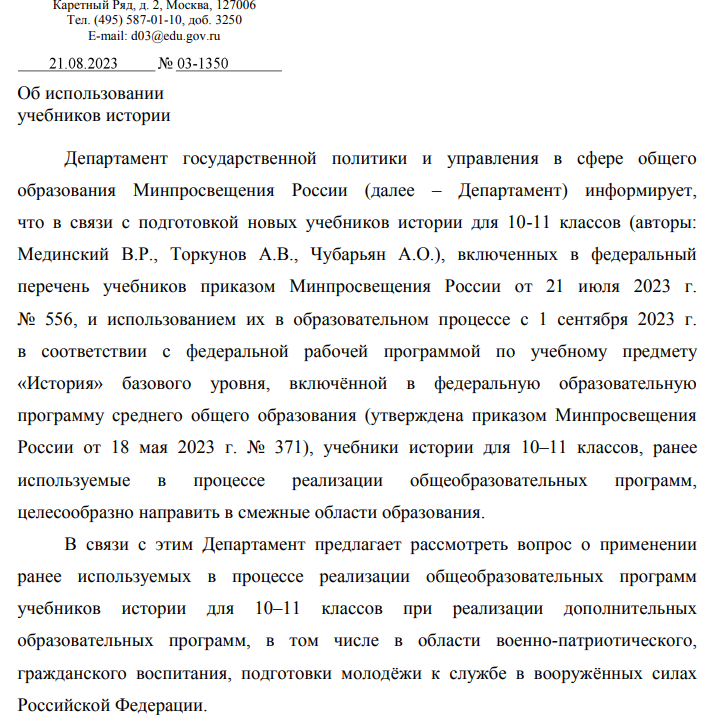 Каретный Ряд, д. 2, Москва, 127006
Тел. (495) 587-01-10, доб. 3250
E-mail: d03@edu.gov.ru
21.08.2023 № 03-1350
Об использовании
учебников истории
Департамент государственной политики и управления в сфере общего
образования Минпросвещения России (далее – Департамент) информирует,
что в связи с подготовкой новых учебников истории для 10-11 классов (авторы:
Мединский В.Р., Торкунов А.В., Чубарьян А.О.), включенных в федеральный
перечень учебников приказом Минпросвещения России от 21 июля 2023 г.
№ 556, и использованием их в образовательном процессе с 1 сентября 2023 г.
в соответствии с федеральной рабочей программой по учебному предмету
«История» базового уровня, включённой в федеральную образовательную
программу среднего общего образования (утверждена приказом Минпросвещения
России от 18 мая 2023 г. № 371), учебники истории для 10–11 классов, ранее
используемые в процессе реализации общеобразовательных программ,
целесообразно направить в смежные области образования.
В связи с этим Департамент предлагает рассмотреть вопрос о применении
ранее используемых в процессе реализации общеобразовательных программ
учебников истории для 10–11 классов при реализации дополнительных
образовательных программ, в том числе в области военно-патриотического,
гражданского воспитания, подготовки молодёжи к службе в вооружённых силах
Российской Федерации.